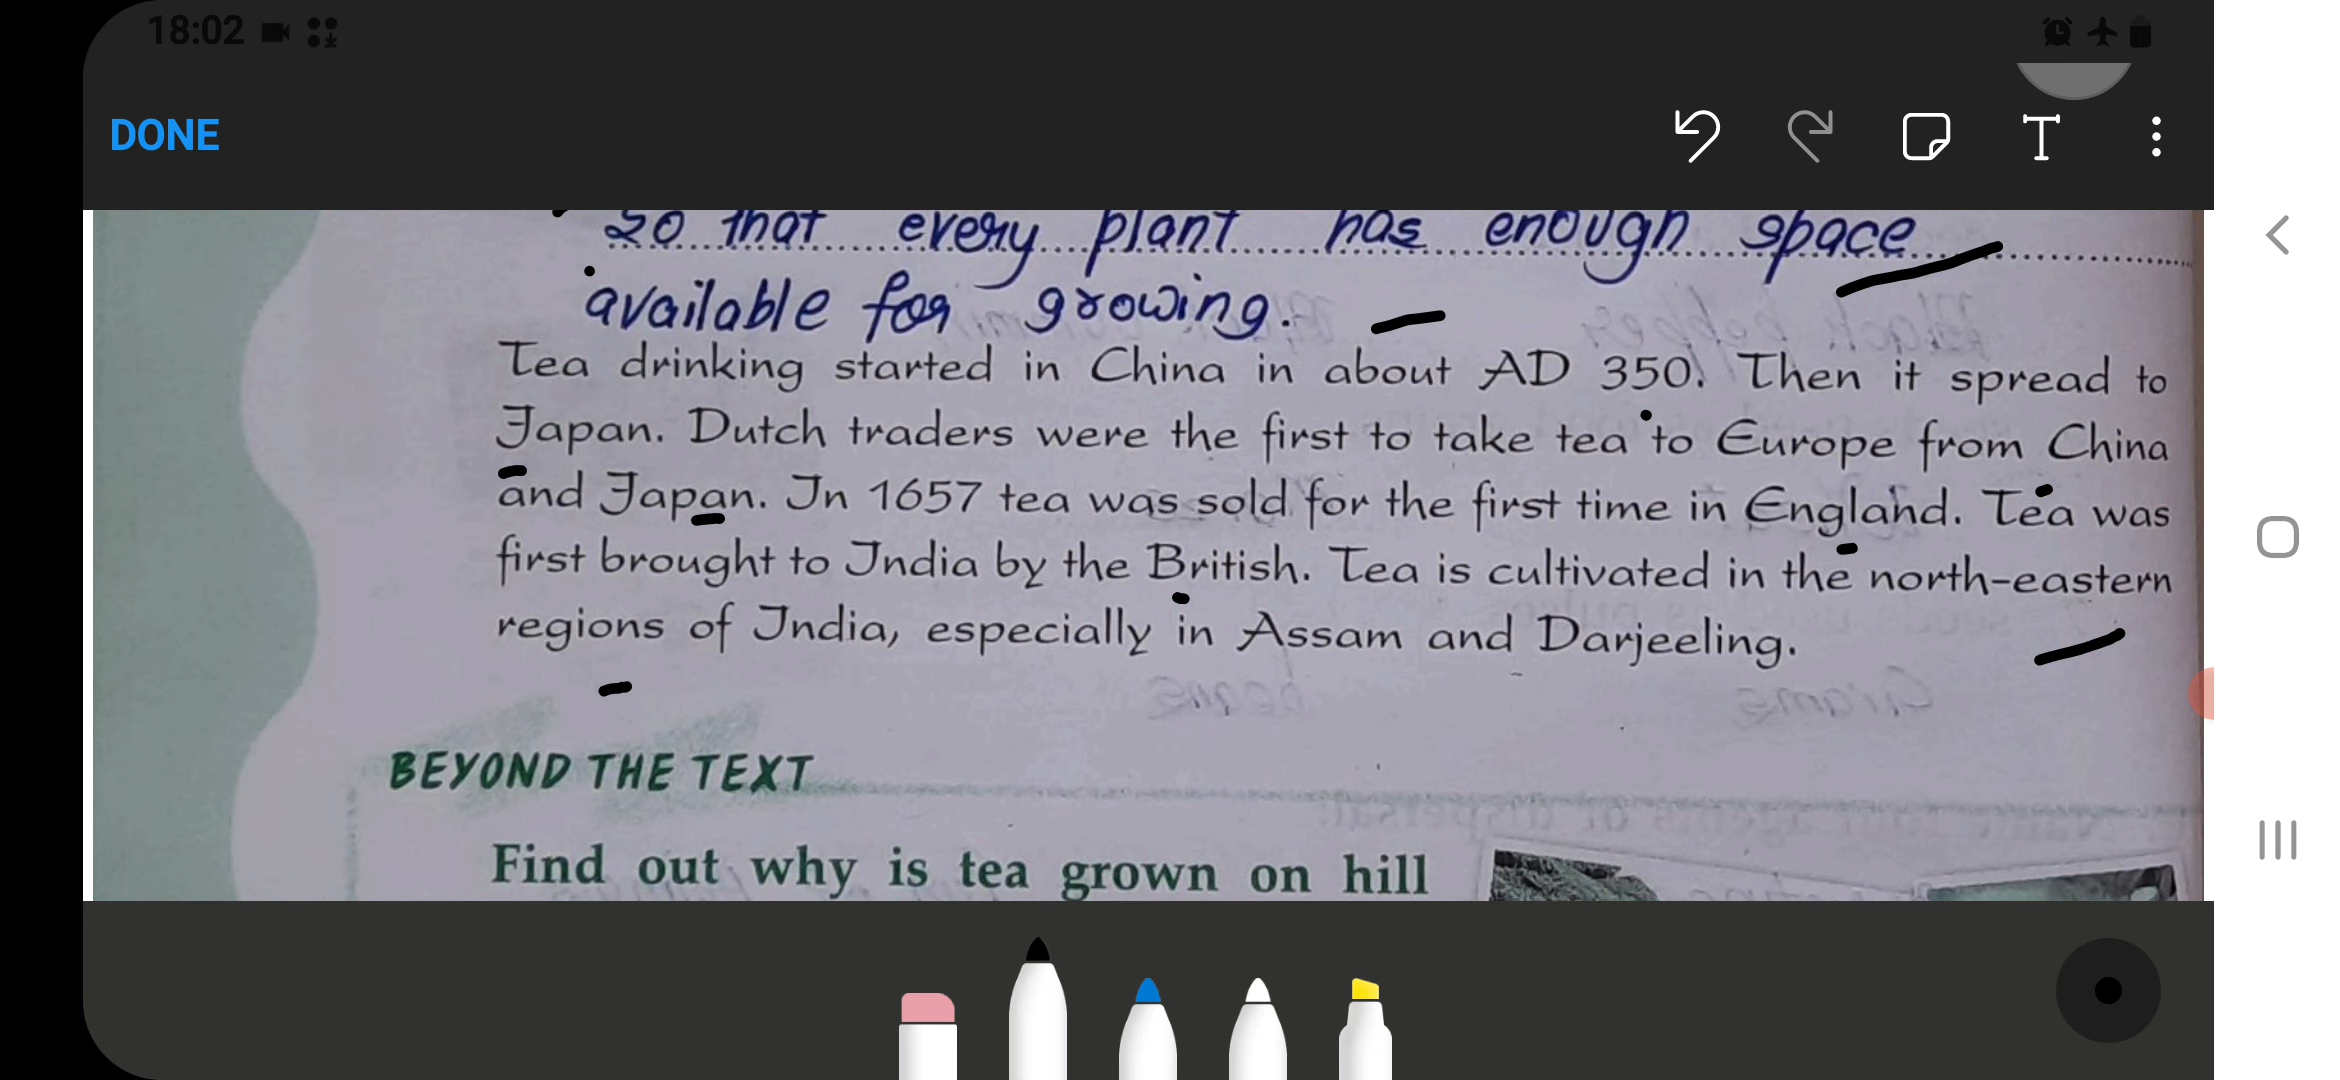 18:02
DONE
T
so that every plant has enough space
available for growing.
Tea drinking started in China in about AD 350. Then it spread to
Japan. Dutch traders were the first to take tea to Europe from China
and Japan. In 1657 tea was sold for the first time in England. Tea was
first brought to India by the British. Tea is cultivated in the north-eastern
regions of India, especially in Assam and Darjeeling.
BEYOND THE TEXT
Find out why is tea grown on hill